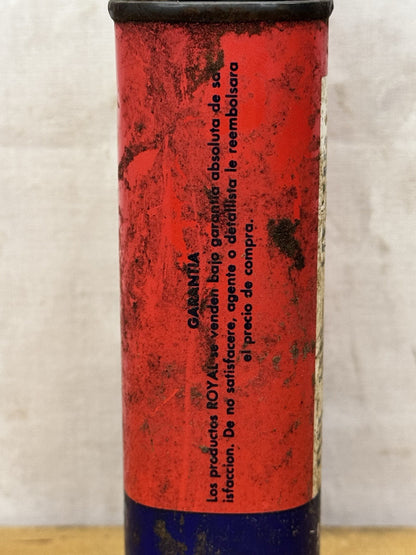 GARANTIA
Los productos ROYAL se venden bajo garantia absoluta de sa
isfaccion. De no satisfacere, agente o detallista le reembolsara
el precio de compra.